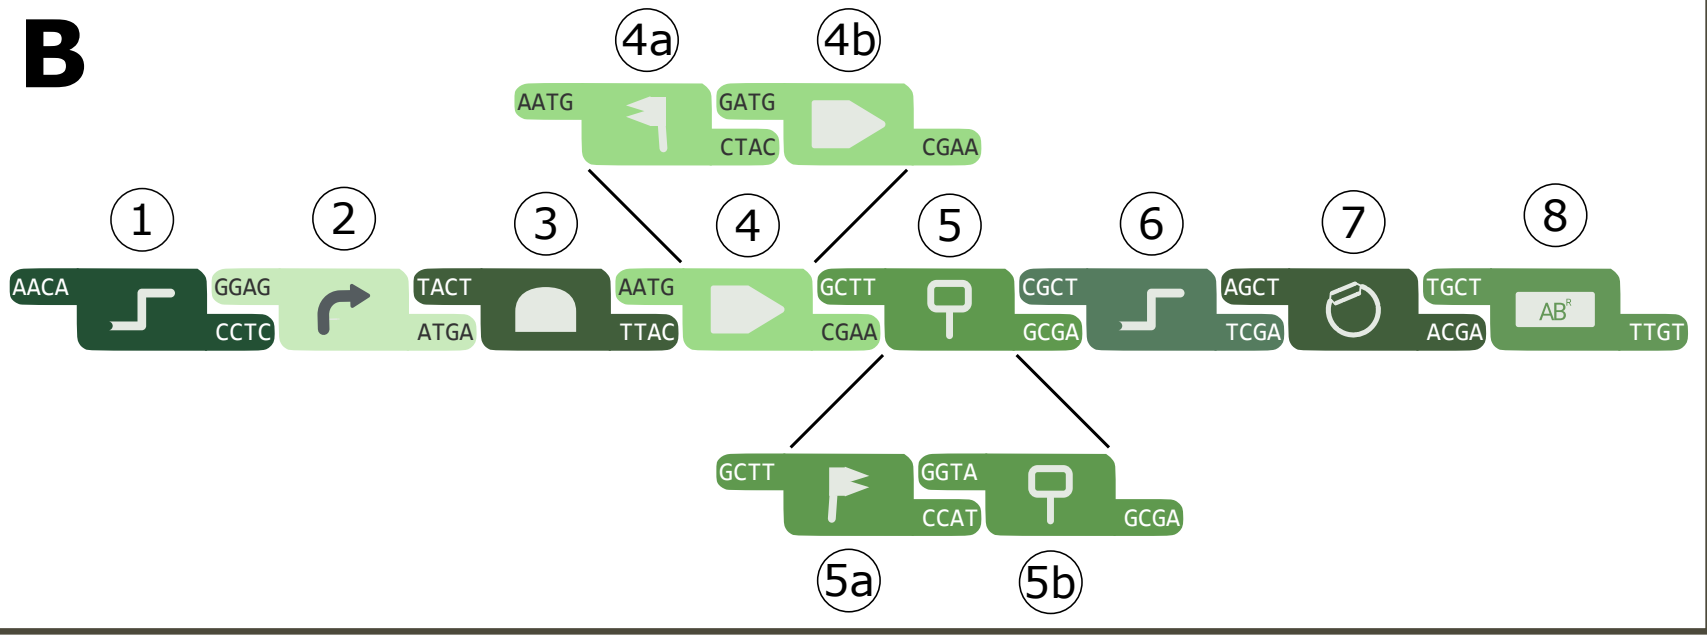 B
4a 4b
AATG GATG
CTAC CGAA
1 2 3 4 5 6 7 8
AACA GGAG TACT AATG GCTT CGCT AGCT TGCT
AB^R
CCTC ATGA TTAC CGAA GCGA TCGA ACGA TTGT
GCTT GGTA
CCAT GCGA
5a 5b